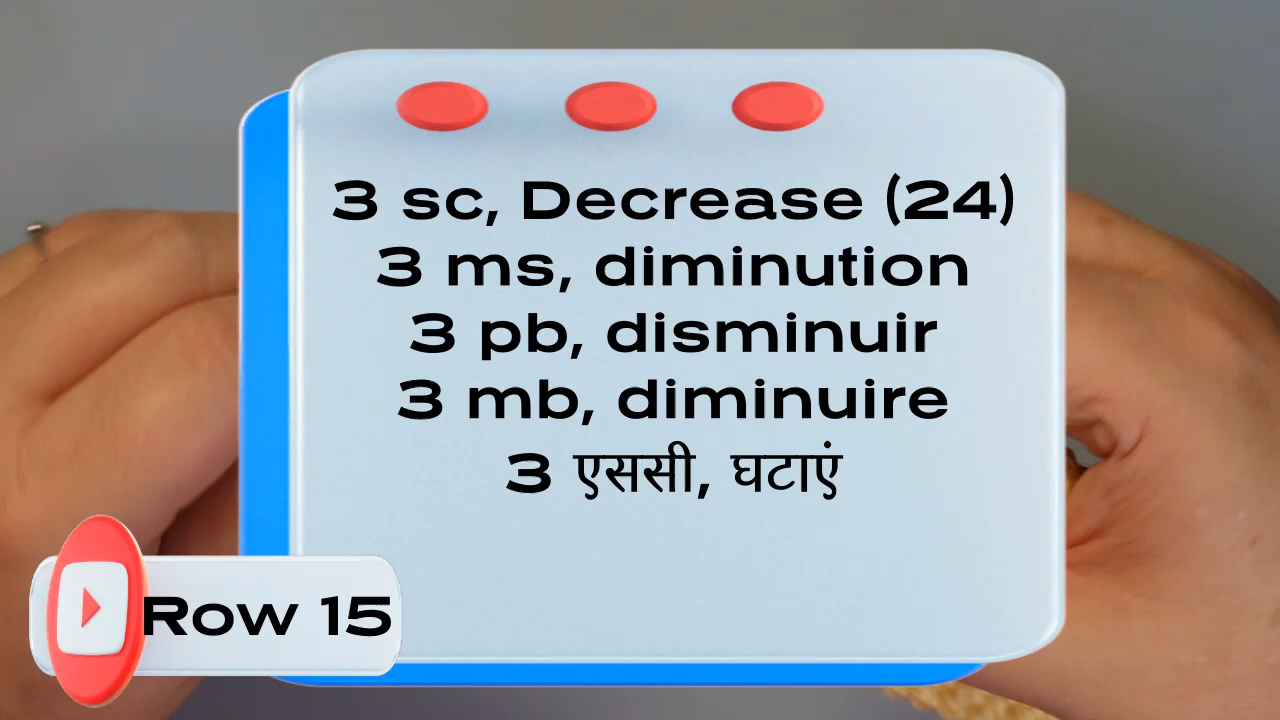 3 sc, Decrease (24)
3 ms, diminution
3 pb, disminuir
3 mb, diminuire
3 एससी, घटाएं
Row 15